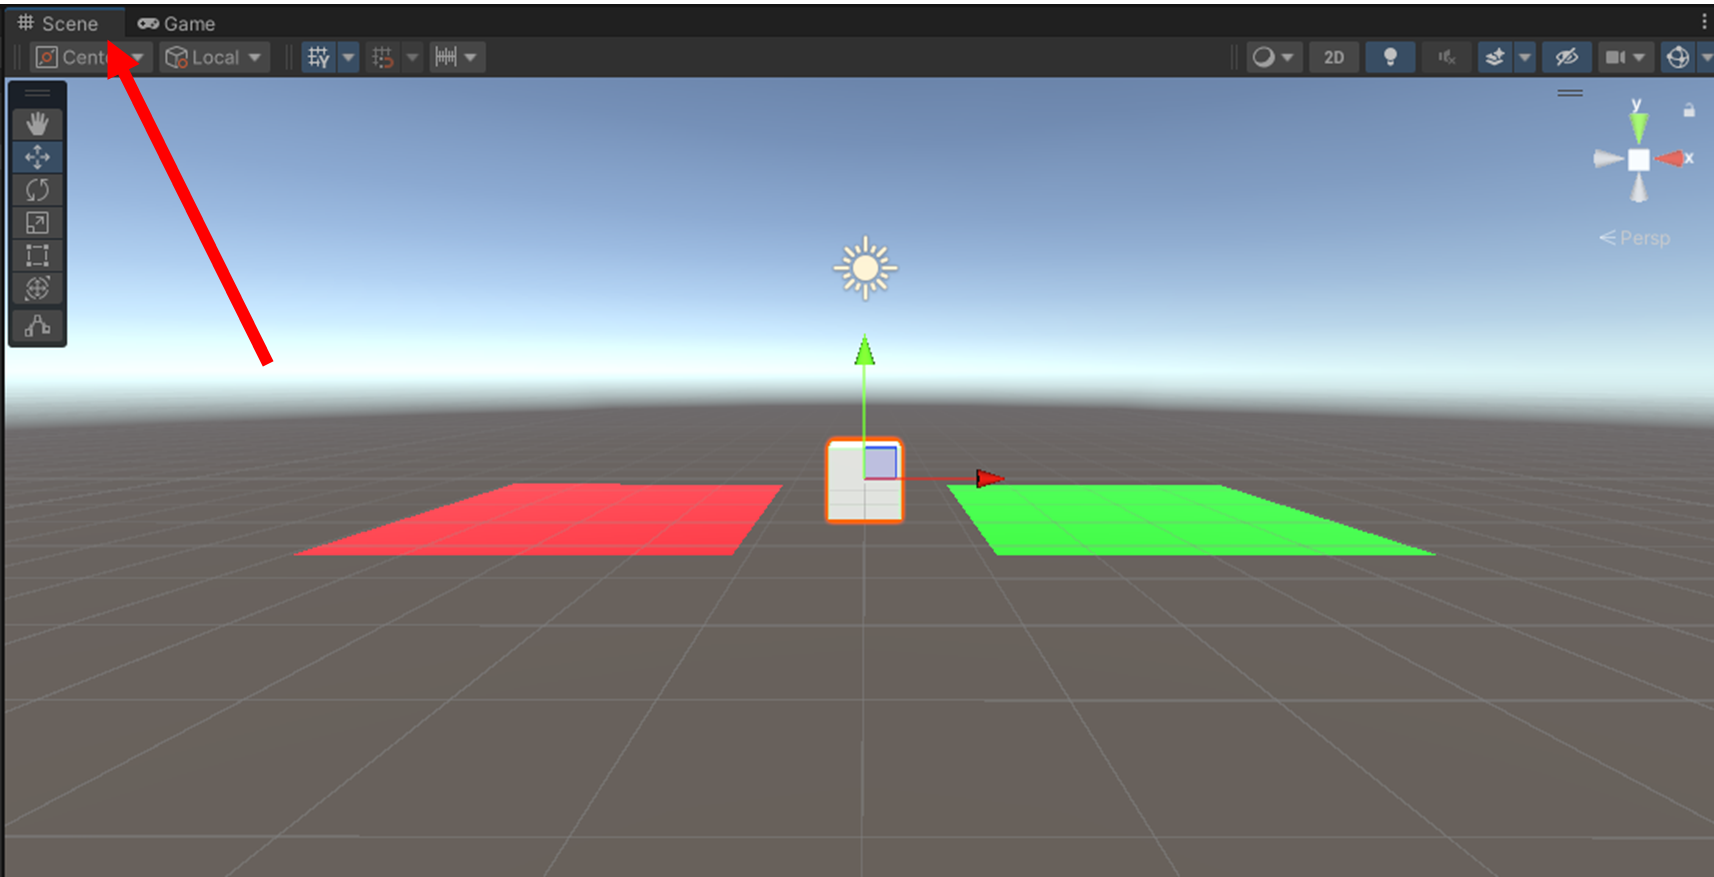 Scene Game
Cent Local 2D
y
x
Persp